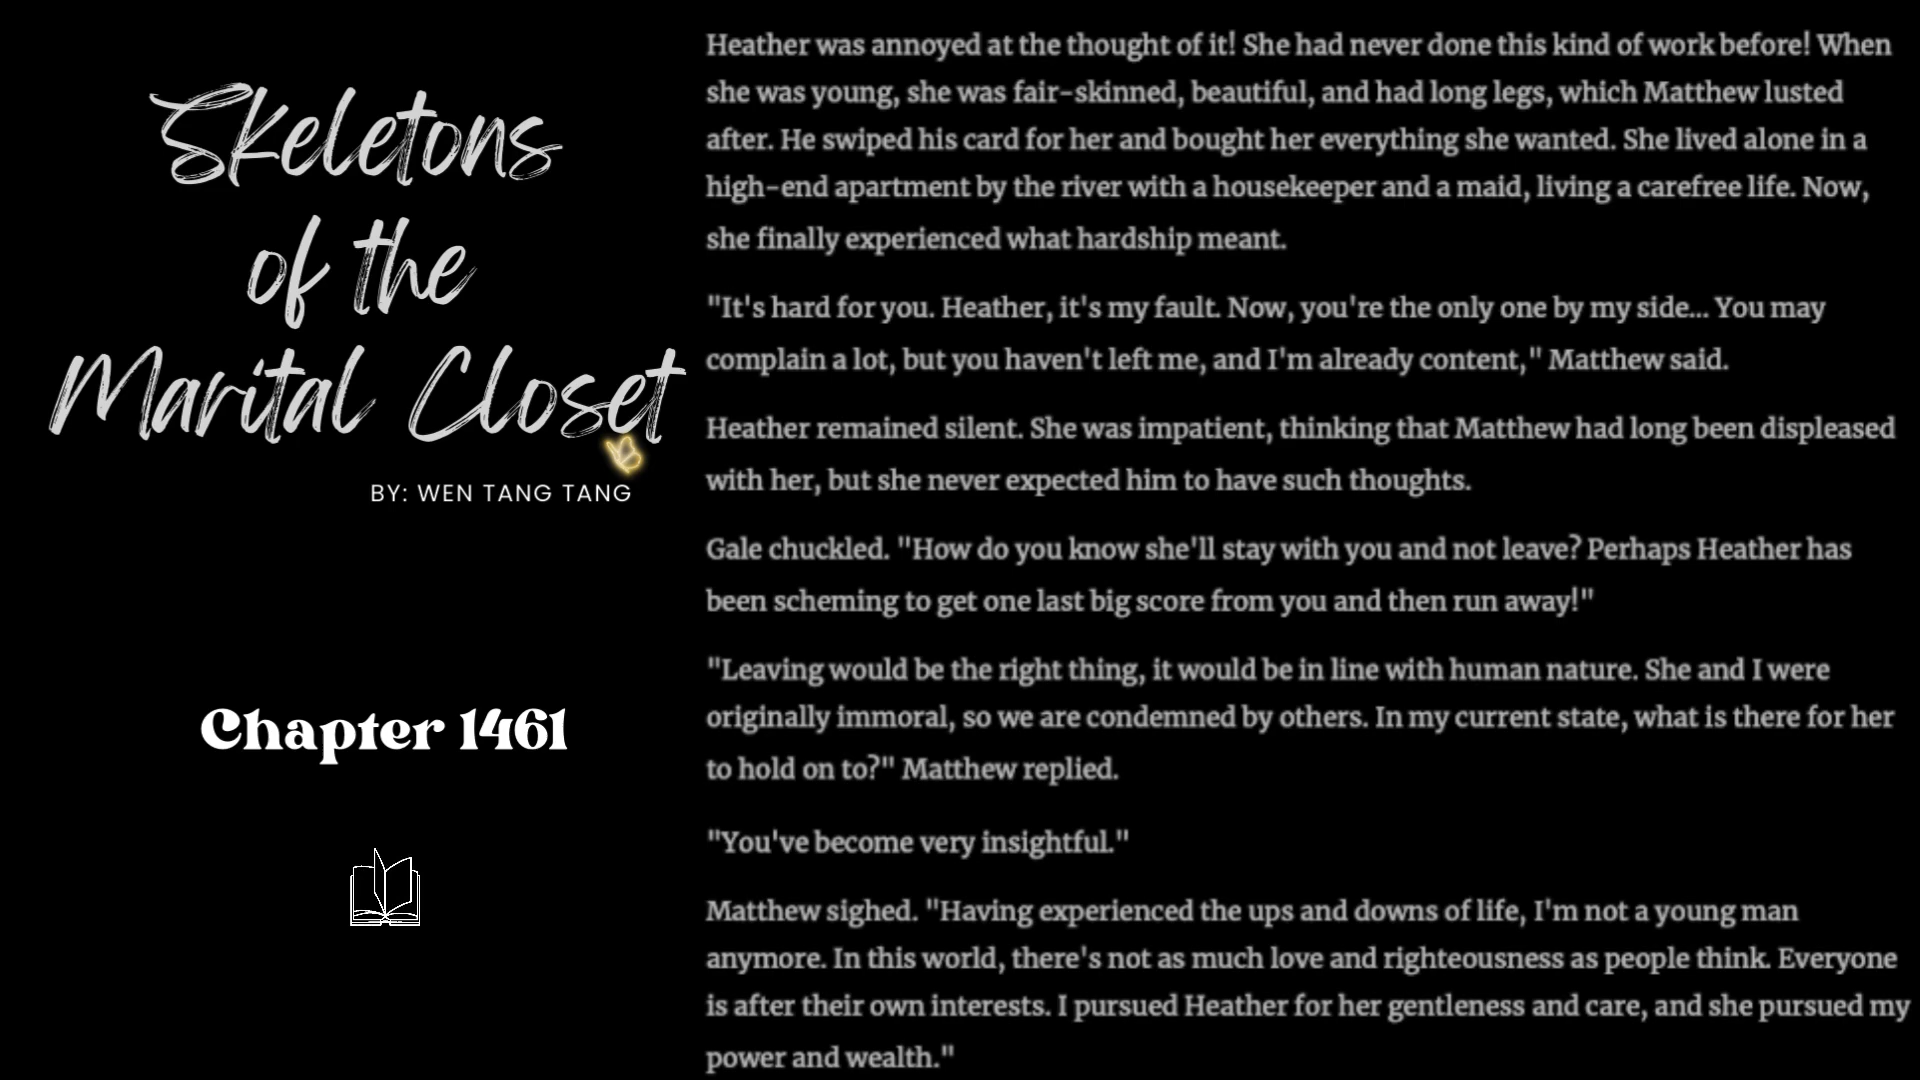 Skeletons
of the
Marital Closet
BY: WEN TANG TANG
Chapter 1461
Heather was annoyed at the thought of it! She had never done this kind of work before! When
she was young, she was fair-skinned, beautiful, and had long legs, which Matthew lusted
after. He swiped his card for her and bought her everything she wanted. She lived alone in a
high-end apartment by the river with a housekeeper and a maid, living a carefree life. Now,
she finally experienced what hardship meant.
"It's hard for you. Heather, it's my fault. Now, you're the only one by my side... You may
complain a lot, but you haven't left me, and I'm already content," Matthew said.
Heather remained silent. She was impatient, thinking that Matthew had long been displeased
with her, but she never expected him to have such thoughts.
Gale chuckled. "How do you know she'll stay with you and not leave? Perhaps Heather has
been scheming to get one last big score from you and then run away!"
"Leaving would be the right thing, it would be in line with human nature. She and I were
originally immoral, so we are condemned by others. In my current state, what is there for her
to hold on to?" Matthew replied.
"You've become very insightful."
Matthew sighed. "Having experienced the ups and downs of life, I'm not a young man
anymore. In this world, there's not as much love and righteousness as people think. Everyone
is after their own interests. I pursued Heather for her gentleness and care, and she pursued my
power and wealth."